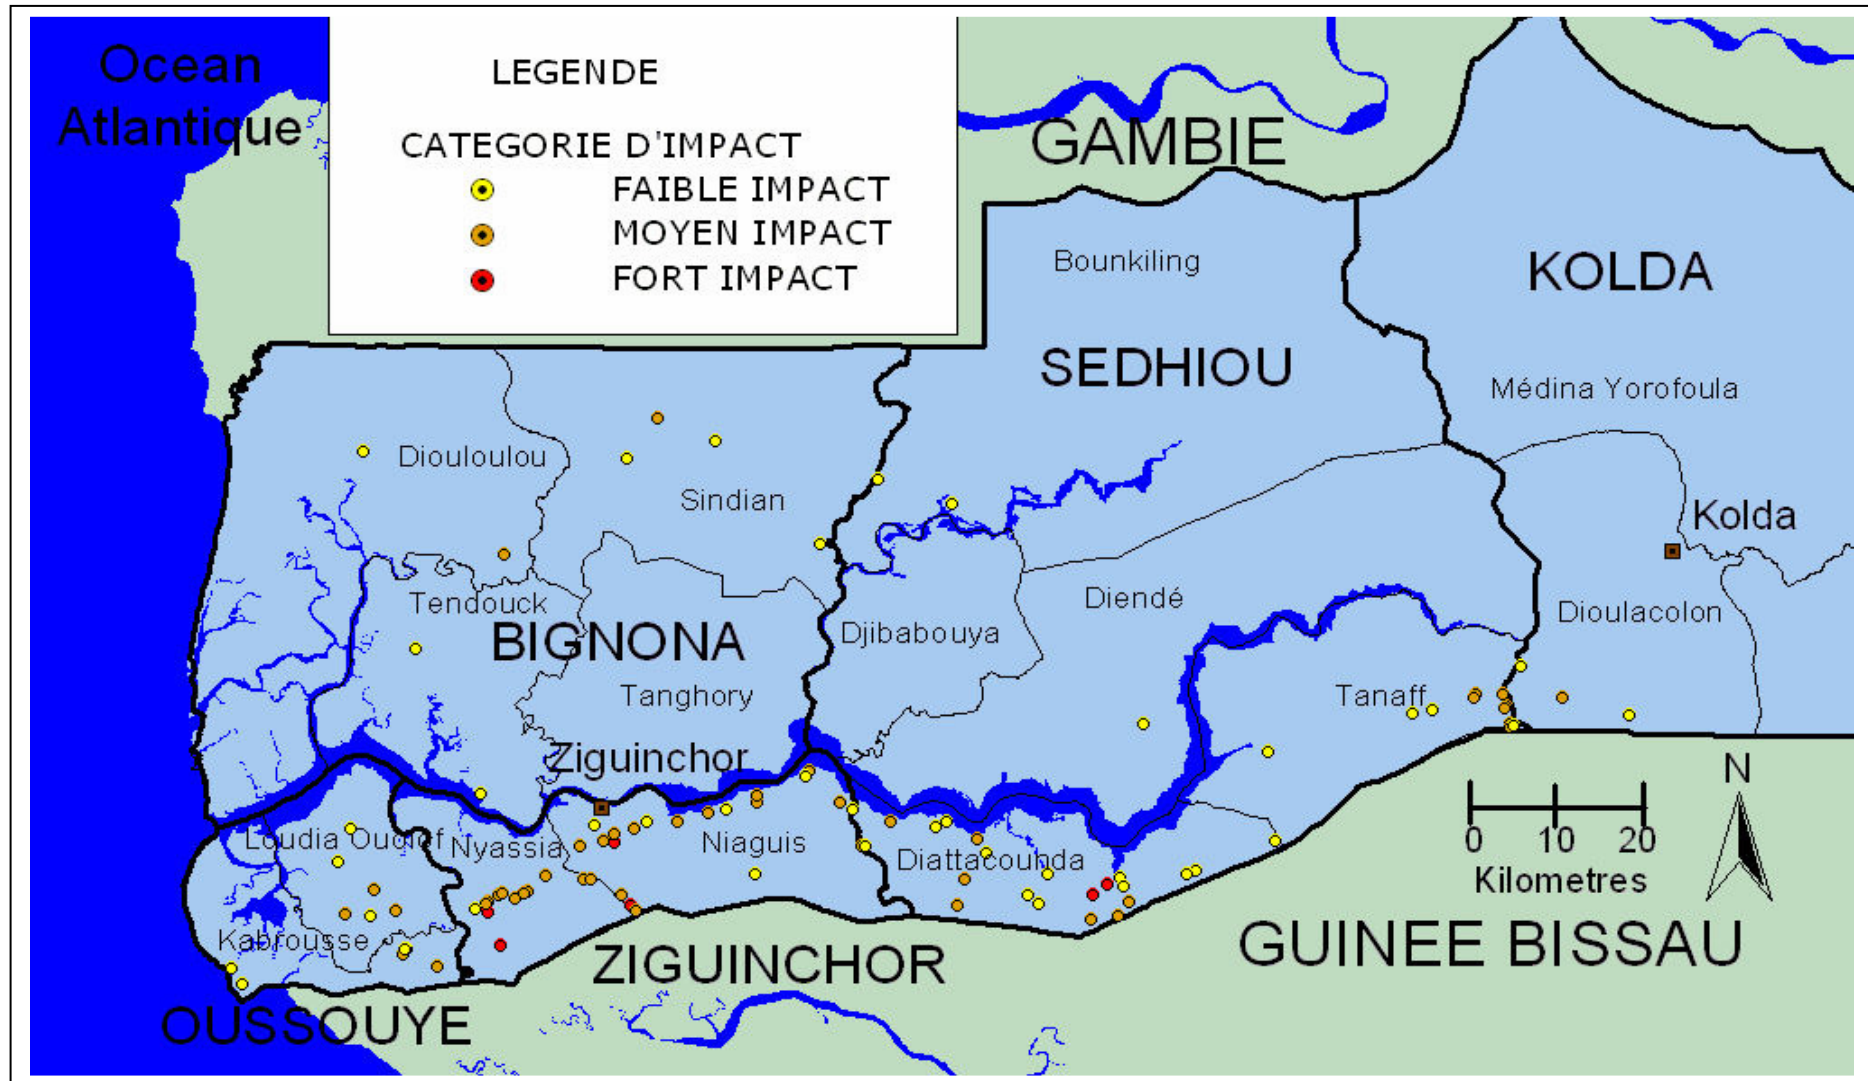 Ocean
Atlantique
LEGENDE
CATEGORIE D'IMPACT
FAIBLE IMPACT
MOYEN IMPACT
FORT IMPACT
GAMBIE
Bounkiling
KOLDA
SEDHIOU
Médina Yorofoula
Diouloulou
Sindian
Kolda
Tendouck
Diendé
Dioulacolon
Djibabouya
BIGNONA
Tanghory
Tanaff
Ziguinchor
N
0 10 20
Kilometres
Loudia Ouolof
Nyassia
Niaguis
Diattacounda
Kabrousse
ZIGUINCHOR
GUINEE BISSAU
OUSSOUYE